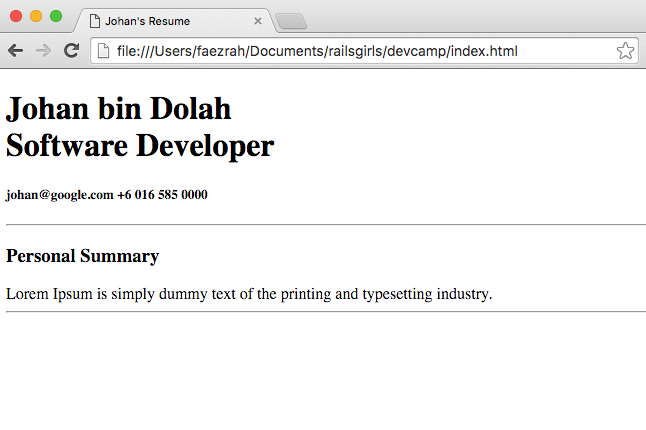 Johan's Resume
file:///Users/faezrah/Documents/railsgirls/devcamp/index.html
Johan bin Dolah
Software Developer
johan@google.com +6 016 585 0000
Personal Summary
Lorem Ipsum is simply dummy text of the printing and typesetting industry.